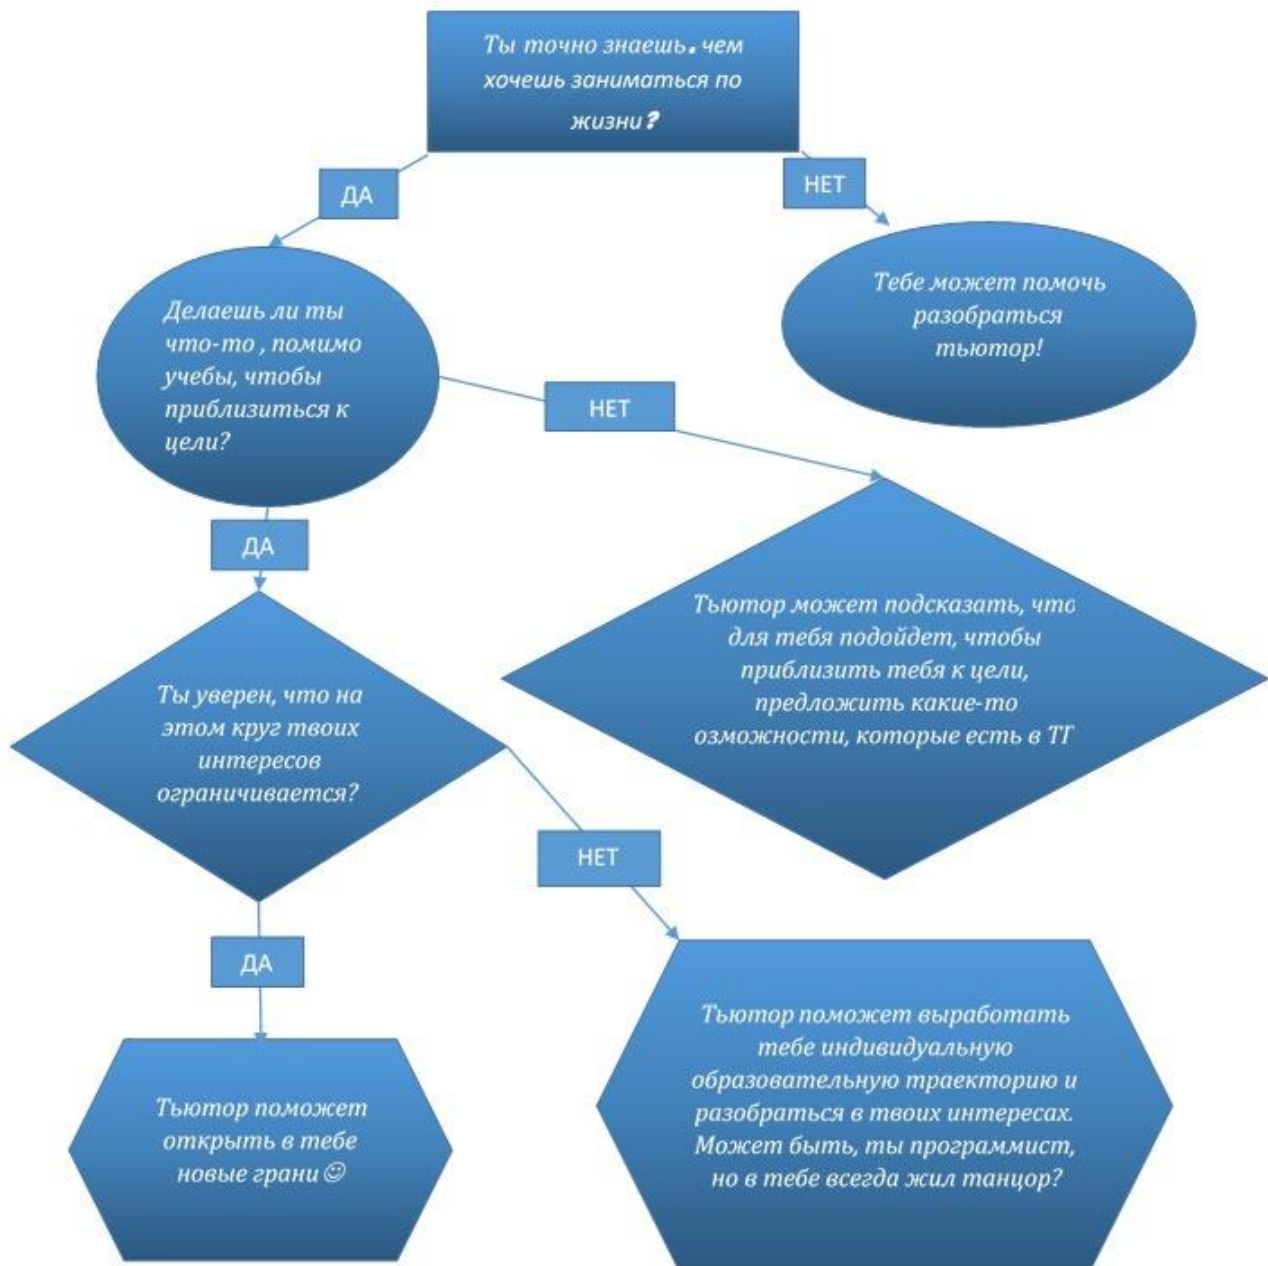 Ты точно знаешь. чем
хочешь заниматься по
жизни?
ДА
НЕТ
Тебе может помочь
разобраться
тьютор!
Делаешь ли ты
что-то , помимо
учебы, чтобы
приблизиться к
цели?
НЕТ
ДА
Тьютор может подсказать, что
для тебя подойдет, чтобы
приблизить тебя к цели,
предложить какие-то
озможности, которые есть в ТГ
Ты уверен, что на
этом круг твоих
интересов
ограничивается?
НЕТ
ДА
Тьютор поможет
открыть в тебе
новые грани☺
Тьютор поможет выработать
тебе индивидуальную
образовательную траекторию и
разобраться в твоих интересах.
Может быть, ты программист,
но в тебе всегда жил танцор?